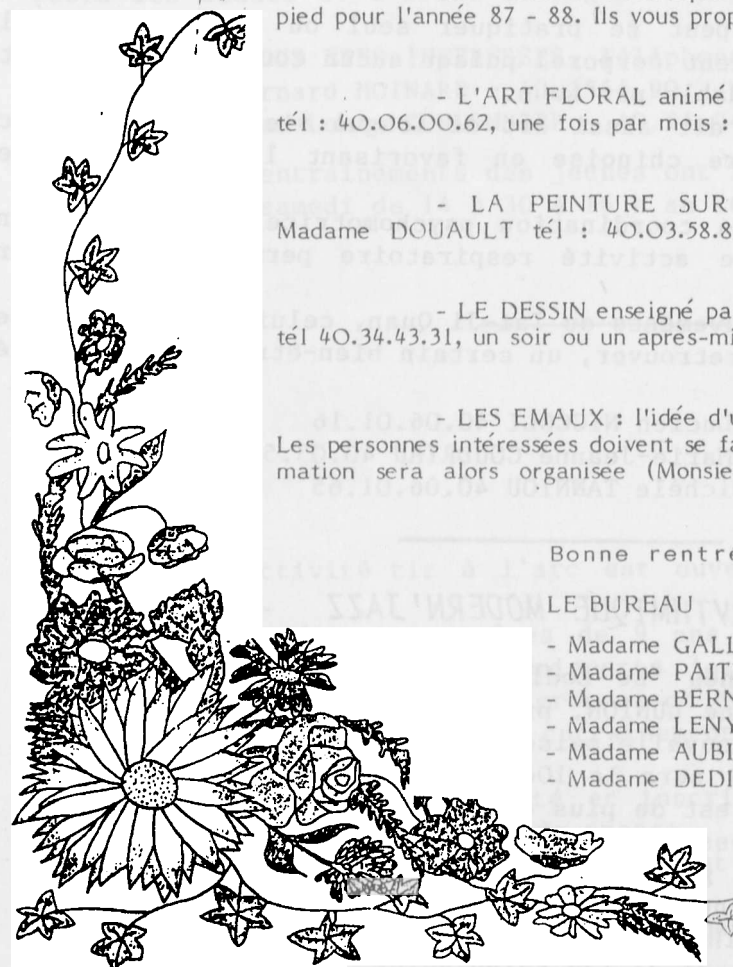 pied pour l'année 87 - 88. Ils vous prop
- L'ART FLORAL animé
tél : 40.06.00.62, une fois par mois :
- LA PEINTURE SUR
Madame DOUAULT tél : 40.03.58.8
- LE DESSIN enseigné pa
tél 40.34.43.31, un soir ou un après-mi
- LES EMAUX : l'idée d'u
Les personnes intéressées doivent se fa
mation sera alors organisée (Monsie
Bonne rentré
LE BUREAU
- Madame GALL
- Madame PAIT
- Madame BERN
- Madame LENY
- Madame AUBI
- Madame DEDI